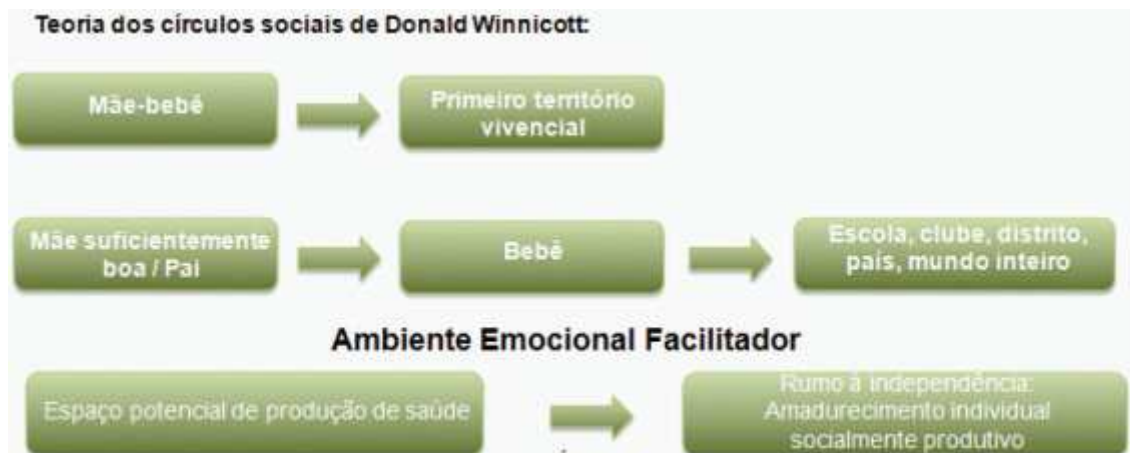 Teoria dos círculos sociais de Donald Winnicott:
Mãe-bebê
Primeiro território
vivencial
Mãe suficientemente
boa / Pai
Bebê
Escola, clube, distrito,
país, mundo inteiro
Ambiente Emocional Facilitador
Espaço potencial de produção de saúde
Rumo à independência:
Amadurecimento individual
socialmente produtivo